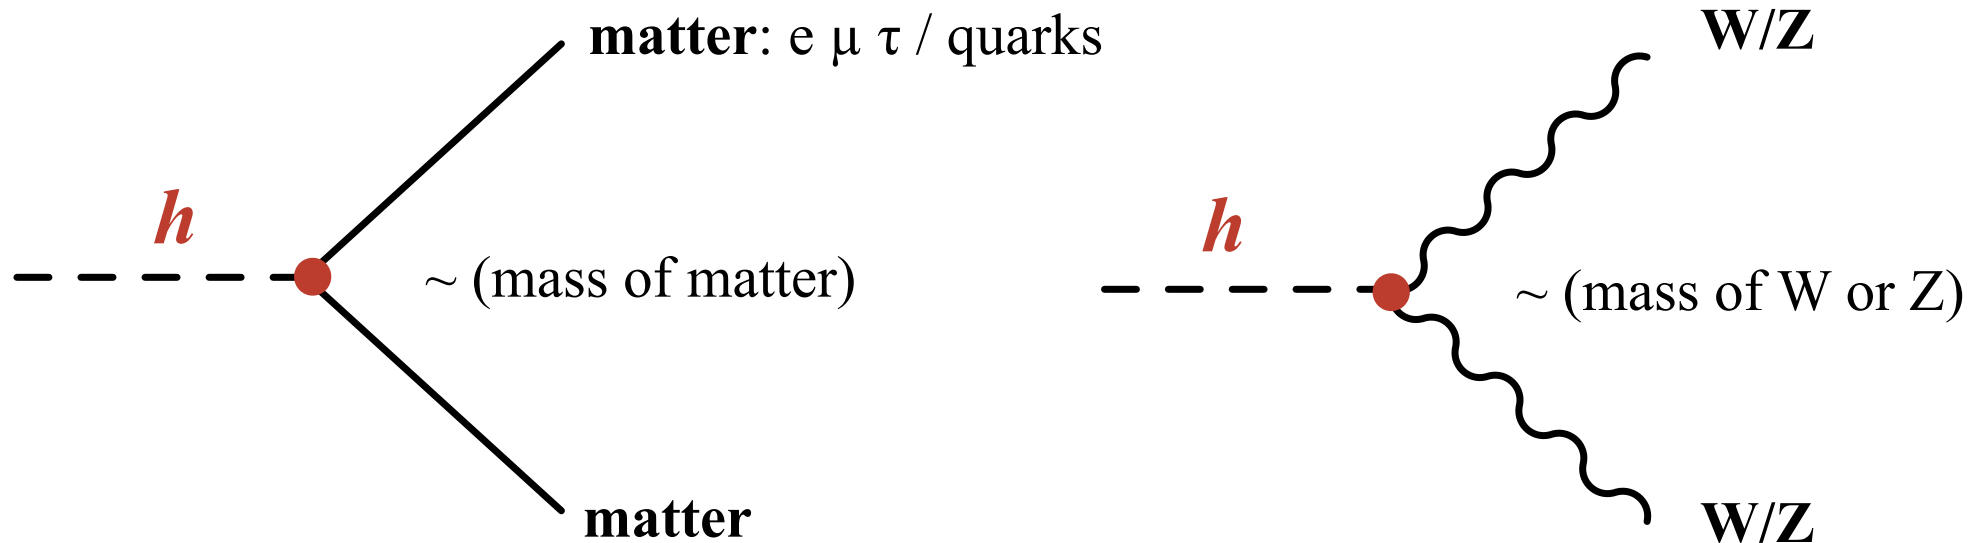 matter: e μ τ / quarks
h
~ (mass of matter)
matter
W/Z
h
~ (mass of W or Z)
W/Z